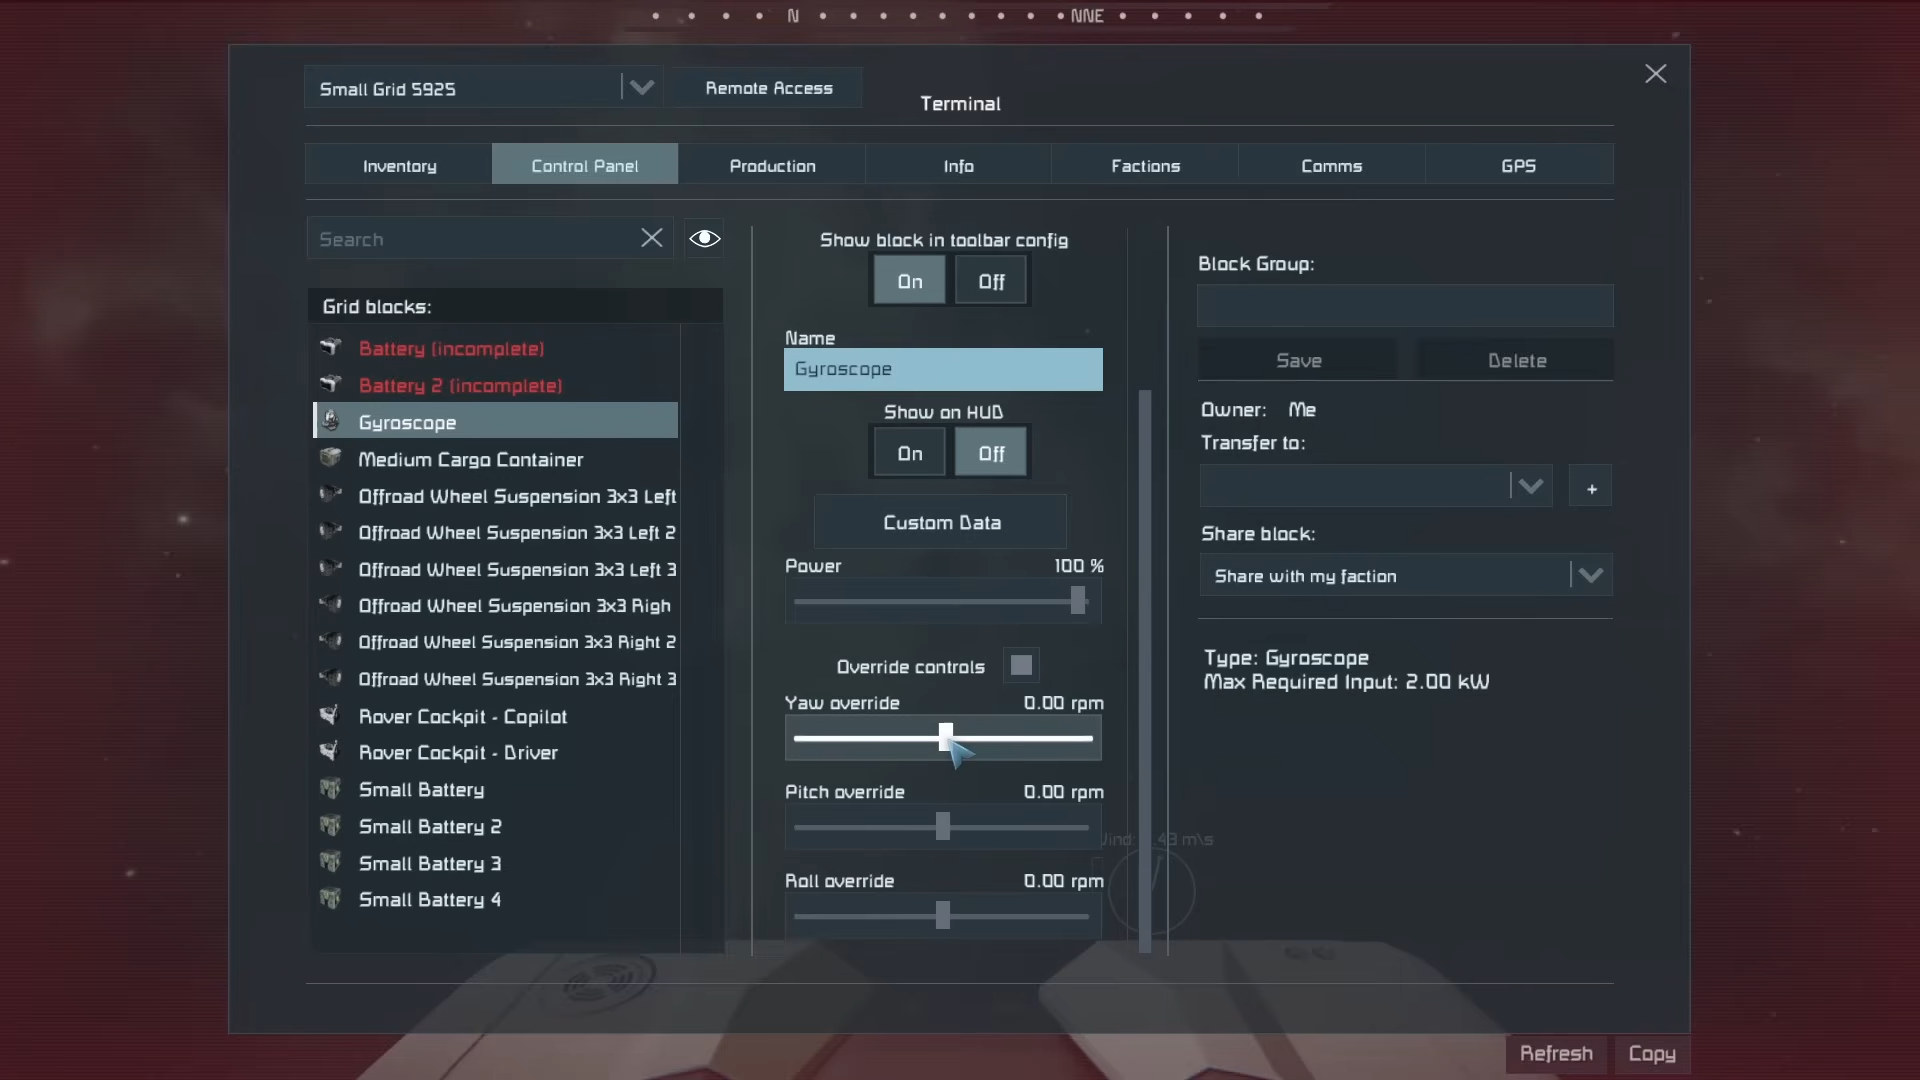 N
NNE
Small Grid 5925
Remote Access
Terminal
Inventory
Control Panel
Production
Info
Factions
Comms
GPS
Search
Grid blocks:
Battery (incomplete)
Battery 2 (incomplete)
Gyroscope
Medium Cargo Container
Offroad Wheel Suspension 3x3 Left
Offroad Wheel Suspension 3x3 Left 2
Offroad Wheel Suspension 3x3 Left 3
Offroad Wheel Suspension 3x3 Righ
Offroad Wheel Suspension 3x3 Right 2
Offroad Wheel Suspension 3x3 Right 3
Rover Cockpit - Copilot
Rover Cockpit - Driver
Small Battery
Small Battery 2
Small Battery 3
Small Battery 4
Show block in toolbar config
On Off
Name
Gyroscope
Show on HUD
On Off
Custom Data
Power 100 %
Override controls
Yaw override 0.00 rpm
Pitch override 0.00 rpm
Roll override 0.00 rpm
43 m\s
Block Group:
Save Delete
Owner: Me
Transfer to:
+
Share block:
Share with my faction
Type: Gyroscope
Max Required Input: 2.00 kW
Refresh
Copy